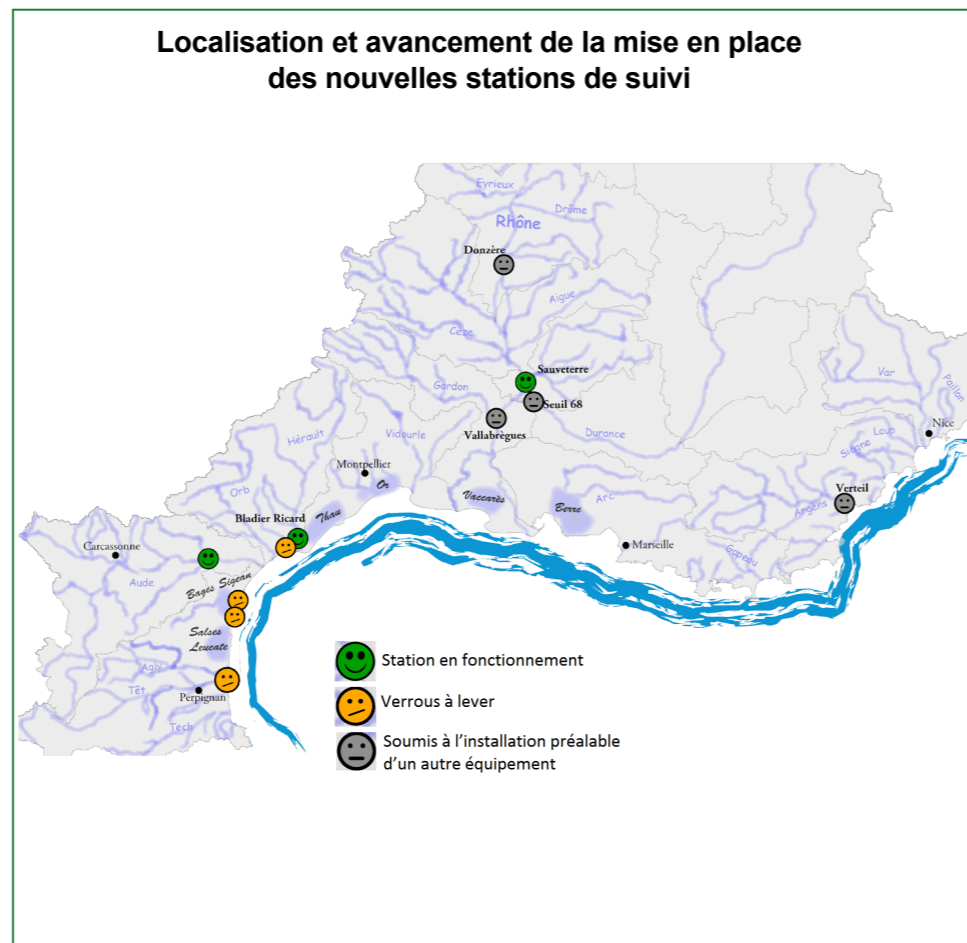 Localisation et avancement de la mise en place
des nouvelles stations de suivi
Eyrieux
Drôme
Rhône
Donzère
Aigue
Cèze
Sauveterre
Gardon
Seuil 68
Vallabrègues
Durance
Var
Paillon
Loup
Nice
Siagne
Hérault
Vidourle
Montpellier
Or
Orb
Vaccarès
Berre
Arc
Verteil
Argens
Bladier Ricard
Thau
Marseille
Gapeau
Carcassonne
Aude
Bages Sigean
Salses
Leucate
Agly
Têt
Perpignan
Tech
Station en fonctionnement
Verrous à lever
Soumis à l'installation préalable
d'un autre équipement